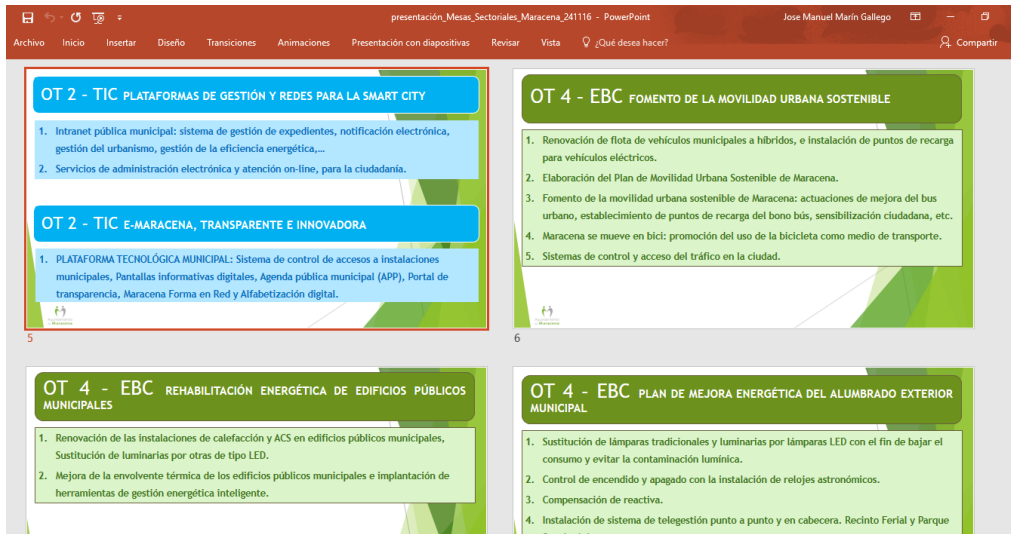 presentación_Mesas_Sectoriales_Maracena_241116 - PowerPoint
Jose Manuel Marín Gallego
Archivo Inicio Insertar Diseño Transiciones Animaciones Presentación con diapositivas Revisar Vista ¿Qué desea hacer? Compartir
OT 2 - TIC PLATAFORMAS DE GESTIÓN Y REDES PARA LA SMART CITY
1. Intranet pública municipal: sistema de gestión de expedientes, notificación electrónica,
gestión del urbanismo, gestión de la eficiencia energética,...
2. Servicios de administración electrónica y atención on-line, para la ciudadanía.
OT 2 - TIC E-MARACENA, TRANSPARENTE E INNOVADORA
1. PLATAFORMA TECNOLÓGICA MUNICIPAL: Sistema de control de accesos a instalaciones
municipales, Pantallas informativas digitales, Agenda pública municipal (APP), Portal de
transparencia, Maracena Forma en Red y Alfabetización digital.
Ayuntamiento
de Maracena
5
OT 4 - EBC FOMENTO DE LA MOVILIDAD URBANA SOSTENIBLE
1. Renovación de flota de vehículos municipales a híbridos, e instalación de puntos de recarga
para vehículos eléctricos.
2. Elaboración del Plan de Movilidad Urbana Sostenible de Maracena.
3. Fomento de la movilidad urbana sostenible de Maracena: actuaciones de mejora del bus
urbano, establecimiento de puntos de recarga del bono bús, sensibilización ciudadana, etc.
4. Maracena se mueve en bici: promoción del uso de la bicicleta como medio de transporte.
5. Sistemas de control y acceso del tráfico en la ciudad.
Ayuntamiento
de Maracena
6
OT 4 - EBC REHABILITACIÓN ENERGÉTICA DE EDIFICIOS PÚBLICOS
MUNICIPALES
1. Renovación de las instalaciones de calefacción y ACS en edificios públicos municipales,
Sustitución de luminarias por otras de tipo LED.
2. Mejora de la envolvente térmica de los edificios públicos municipales e implantación de
herramientas de gestión energética inteligente.
OT 4 - EBC PLAN DE MEJORA ENERGÉTICA DEL ALUMBRADO EXTERIOR
MUNICIPAL
1. Sustitución de lámparas tradicionales y luminarias por lámparas LED con el fin de bajar el
consumo y evitar la contaminación lumínica.
2. Control de encendido y apagado con la instalación de relojes astronómicos.
3. Compensación de reactiva.
4. Instalación de sistema de telegestión punto a punto y en cabecera. Recinto Ferial y Parque